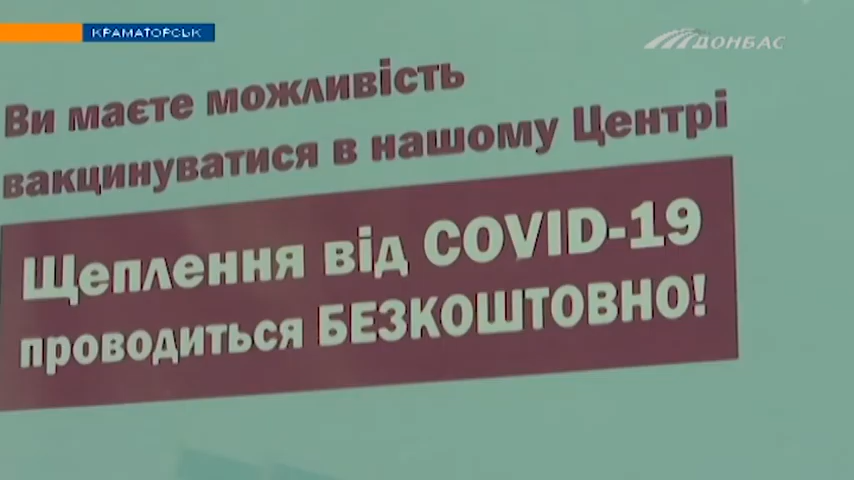 КРАМАТОРСЬК
ДОНБАС
Ви маєте можливість
вакцинуватися в нашому Центрі
Щеплення від COVID-19
проводиться БЕЗКОШТОВНО!